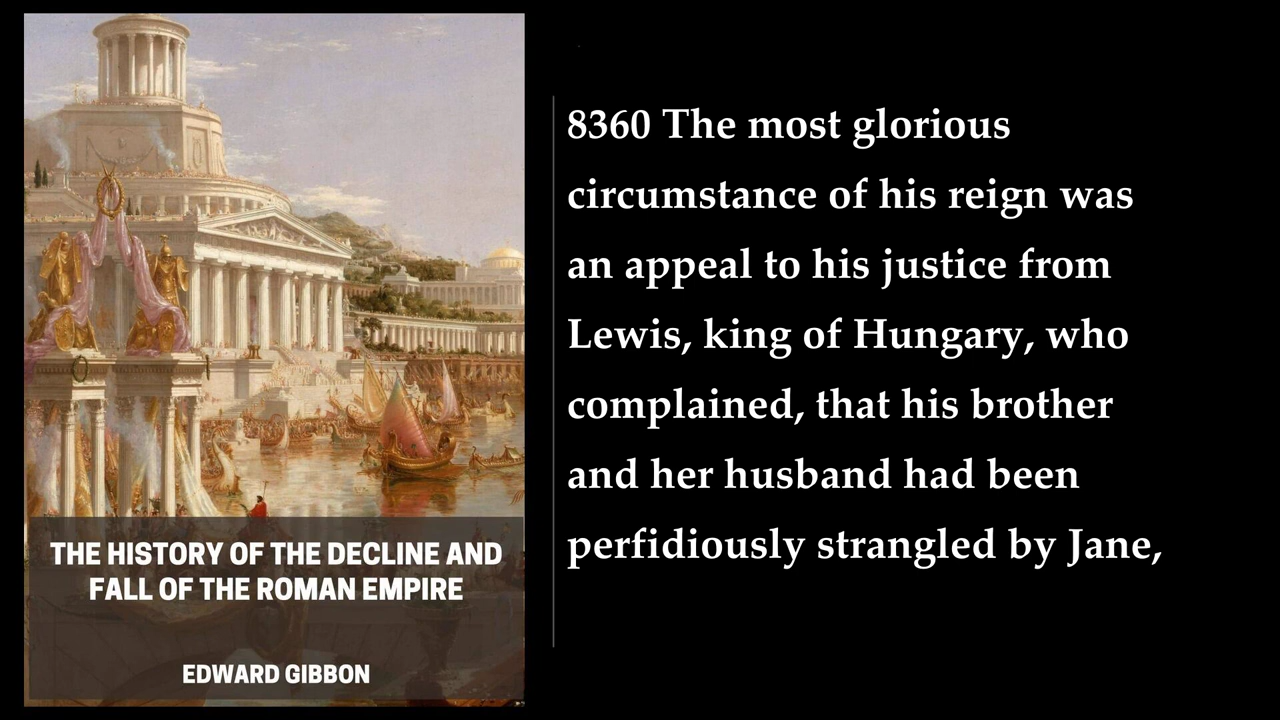 THE HISTORY OF THE DECLINE AND
FALL OF THE ROMAN EMPIRE
EDWARD GIBBON
8360 The most glorious
circumstance of his reign was
an appeal to his justice from
Lewis, king of Hungary, who
complained, that his brother
and her husband had been
perfidiously strangled by Jane,